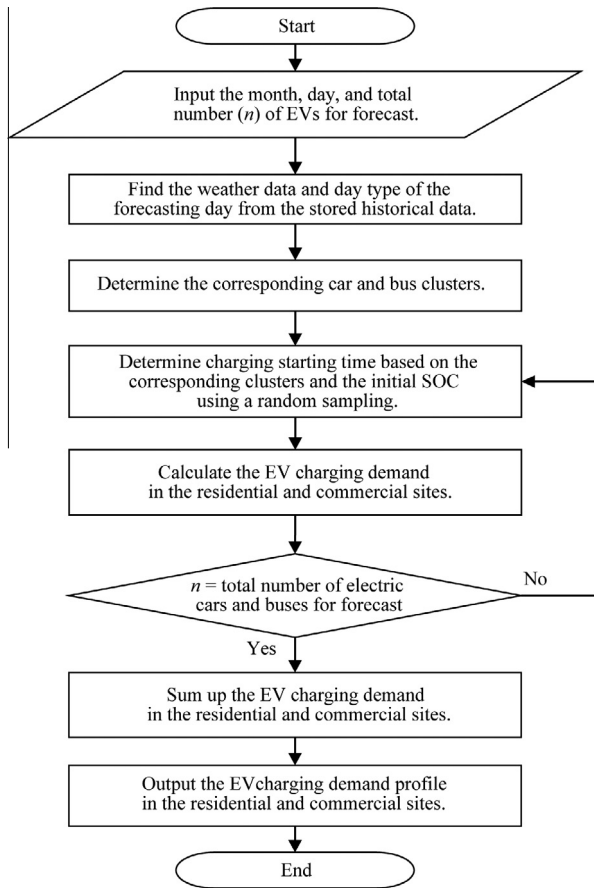 Start
Input the month, day, and total
number (n) of EVs for forecast.
Find the weather data and day type of the
forecasting day from the stored historical data.
Determine the corresponding car and bus clusters.
Determine charging starting time based on the
corresponding clusters and the initial SOC
using a random sampling.
Calculate the EV charging demand
in the residential and commercial sites.
n = total number of electric
cars and buses for forecast
No
Yes
Sum up the EV charging demand
in the residential and commercial sites.
Output the EVcharging demand profile
in the residential and commercial sites.
End